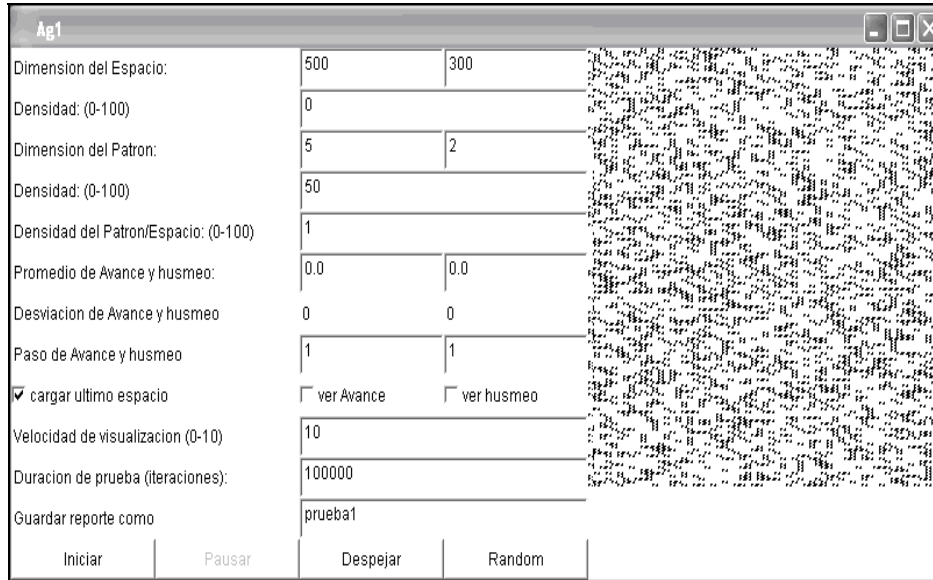 Ag1
Dimension del Espacio: 500 300
Densidad: (0-100) 0
Dimension del Patron: 5 2
Densidad: (0-100) 50
Densidad del Patron/Espacio: (0-100) 1
Promedio de Avance y husmeo: 0.0 0.0
Desviacion de Avance y husmeo 0 0
Paso de Avance y husmeo 1 1
cargar ultimo espacio ver Avance ver husmeo
Velocidad de visualizacion (0-10) 10
Duracion de prueba (iteraciones): 100000
Guardar reporte como prueba1
Iniciar Pausar Despejar Random